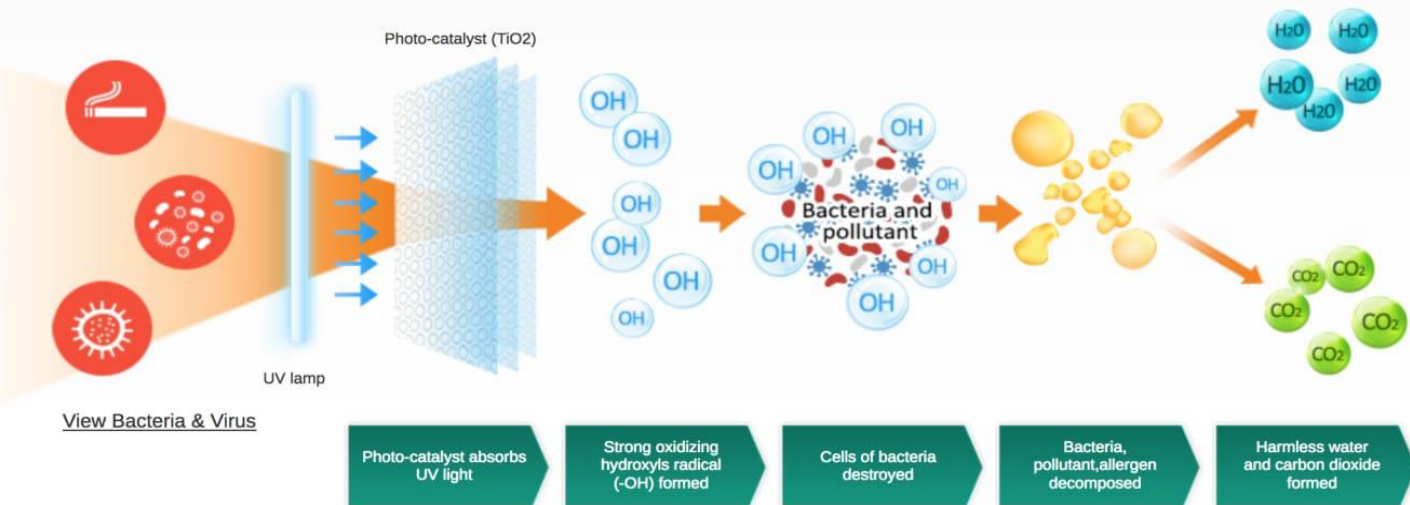 Photo-catalyst (TiO2)
OH
OH
OH
OH
OH
OH
OH
OH
OH
OH
OH
OH
OH
Bacteria and
pollutant
H2O
H2O
H2O
H2O
H2O
CO2
CO2
CO2
CO2
CO2
UV lamp
View Bacteria & Virus
Photo-catalyst absorbs
UV light
Strong oxidizing
hydroxyls radical
(-OH) formed
Cells of bacteria
destroyed
Bacteria,
pollutant,allergen
decomposed
Harmless water
and carbon dioxide
formed